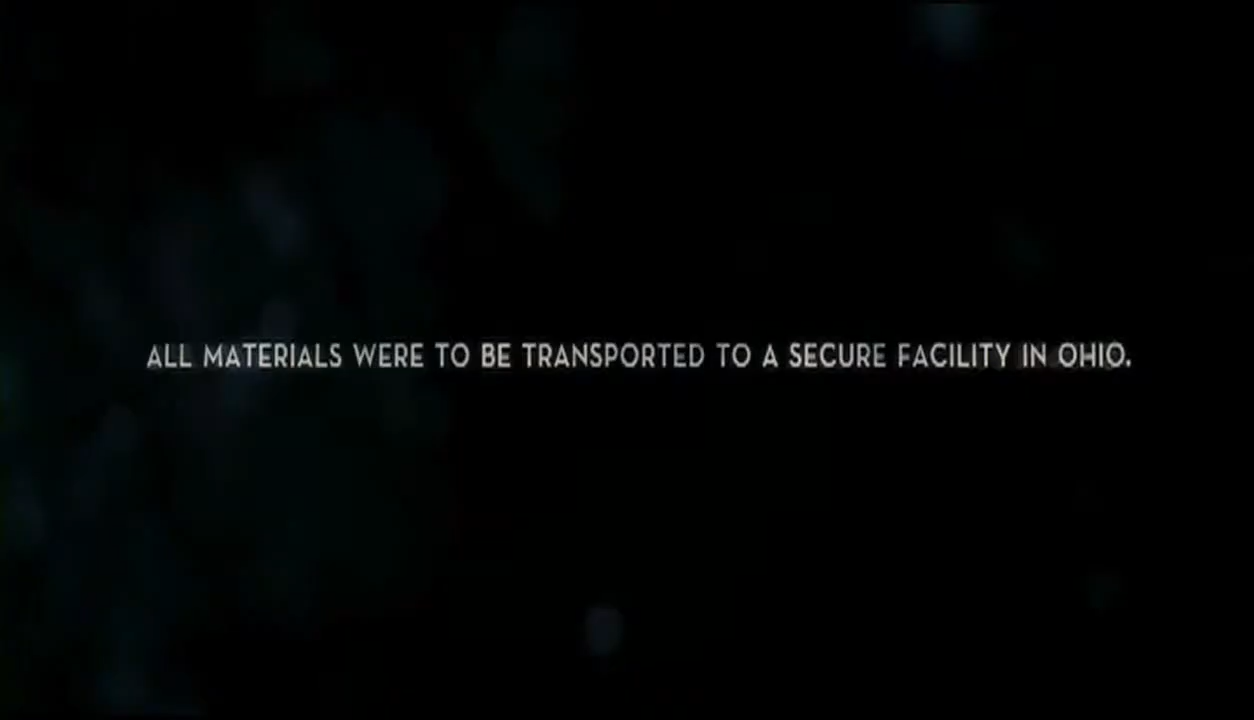 ALL MATERIALS WERE TO BE TRANSPORTED TO A SECURE FACILITY IN OHIO.